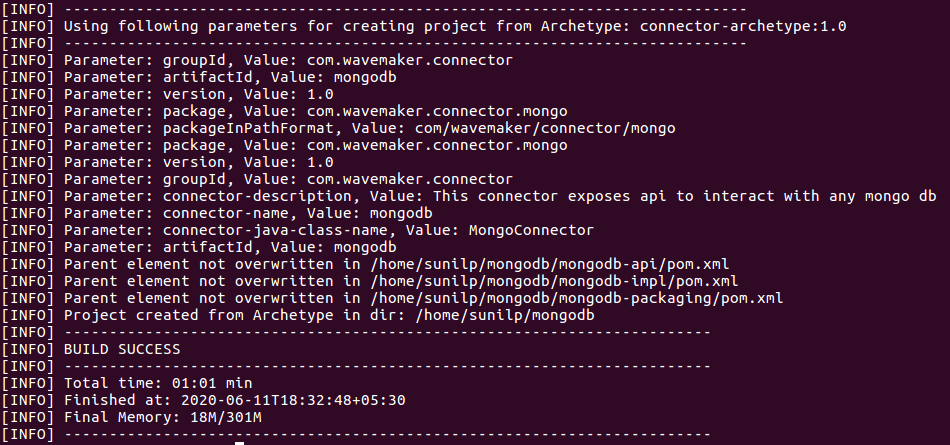 [INFO] ----------------------------------------------------------------------------
[INFO] Using following parameters for creating project from Archetype: connector-archetype:1.0
[INFO] ----------------------------------------------------------------------------
[INFO] Parameter: groupId, Value: com.wavemaker.connector
[INFO] Parameter: artifactId, Value: mongodb
[INFO] Parameter: version, Value: 1.0
[INFO] Parameter: package, Value: com.wavemaker.connector.mongo
[INFO] Parameter: packageInPathFormat, Value: com/wavemaker/connector/mongo
[INFO] Parameter: package, Value: com.wavemaker.connector.mongo
[INFO] Parameter: version, Value: 1.0
[INFO] Parameter: groupId, Value: com.wavemaker.connector
[INFO] Parameter: connector-description, Value: This connector exposes api to interact with any mongo db
[INFO] Parameter: connector-name, Value: mongodb
[INFO] Parameter: connector-java-class-name, Value: MongoConnector
[INFO] Parameter: artifactId, Value: mongodb
[INFO] Parent element not overwritten in /home/sunilp/mongodb/mongodb-api/pom.xml
[INFO] Parent element not overwritten in /home/sunilp/mongodb/mongodb-impl/pom.xml
[INFO] Parent element not overwritten in /home/sunilp/mongodb/mongodb-packaging/pom.xml
[INFO] Project created from Archetype in dir: /home/sunilp/mongodb
[INFO] ------------------------------------------------------------------------
[INFO] BUILD SUCCESS
[INFO] ------------------------------------------------------------------------
[INFO] Total time: 01:01 min
[INFO] Finished at: 2020-06-11T18:32:48+05:30
[INFO] Final Memory: 18M/301M
[INFO] ------------------------------------------------------------------------